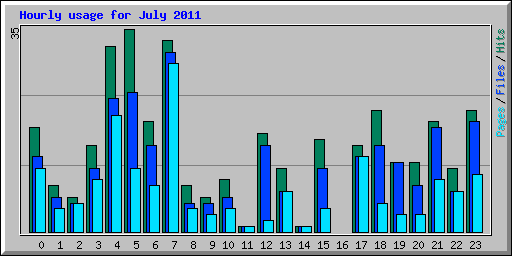 Hourly usage for July 2011
35
Pages / Files / Hits
0 1 2 3 4 5 6 7 8 9 10 11 12 13 14 15 16 17 18 19 20 21 22 23